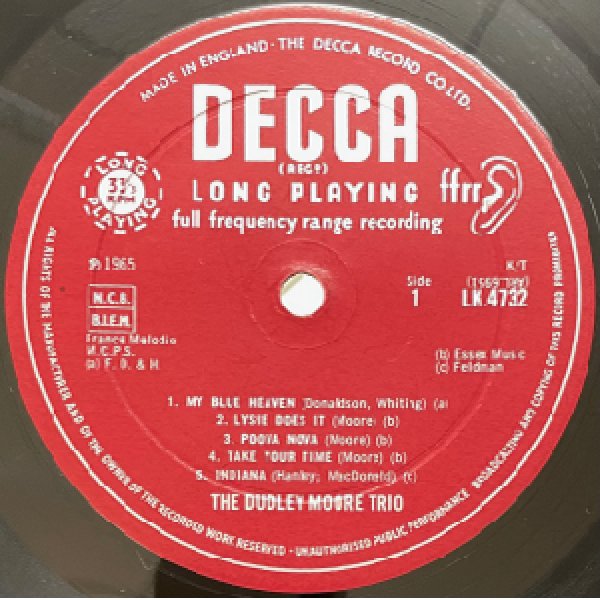 MADE IN ENGLAND · THE DECCA RECORD CO. LTD.
DECCA
(REGD)
LONG PLAYING ffrr
full frequency range recording
LONG PLAYING
33⅓
℗ 1965
K/T
Side
1
LK 4732
N.C.B.
B.I.E.M.
France Melodie
M.C.P.S.
(a) F. D. & H.
(b) Essex Music
(c) Feldman
1. MY BLUE HEAVEN (Donaldson, Whiting) (a)
2. LYSIE DOES IT (Moore) (b)
3. POOVA NOVA (Moore) (b)
4. TAKE YOUR TIME (Moore) (b)
5. INDIANA (Hanley; MacDonald) (c)
THE DUDLEY MOORE TRIO
ALL RIGHTS OF THE MANUFACTURER AND OF THE OWNER OF THE RECORDED WORK RESERVED · UNAUTHORISED PUBLIC PERFORMANCE BROADCASTING AND COPYING OF THIS RECORD PROHIBITED